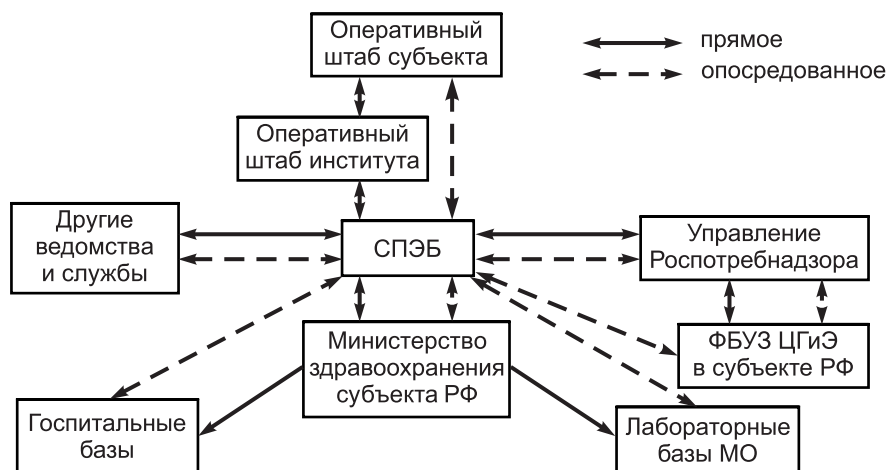 Оперативный
штаб субъекта
прямое
опосредованное
Оперативный
штаб института
Другие
ведомства
и службы
СПЭБ
Управление
Роспотребнадзора
Министерство
здравоохранения
субъекта РФ
ФБУЗ ЦГиЭ
в субъекте РФ
Госпитальные
базы
Лабораторные
базы МО